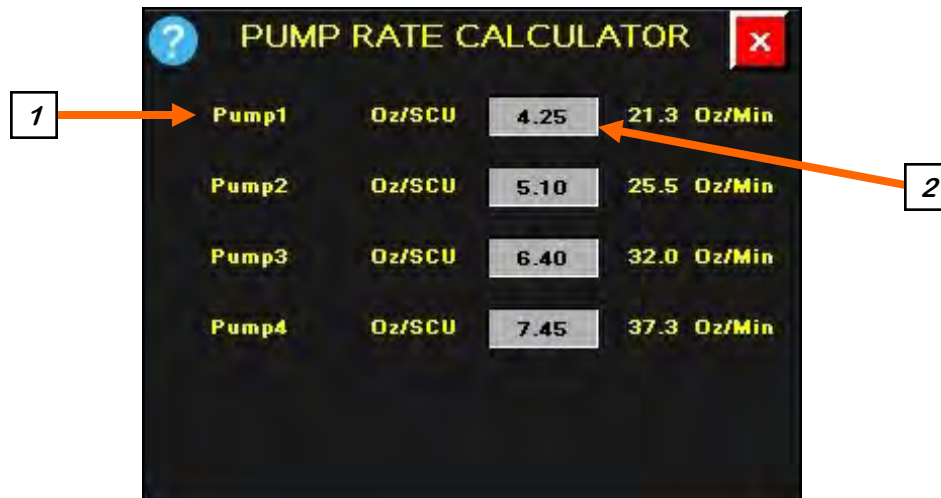 ? PUMP RATE CALCULATOR X
1 Pump1 Oz/SCU 4.25 21.3 Oz/Min
Pump2 Oz/SCU 5.10 25.5 Oz/Min 2
Pump3 Oz/SCU 6.40 32.0 Oz/Min
Pump4 Oz/SCU 7.45 37.3 Oz/Min